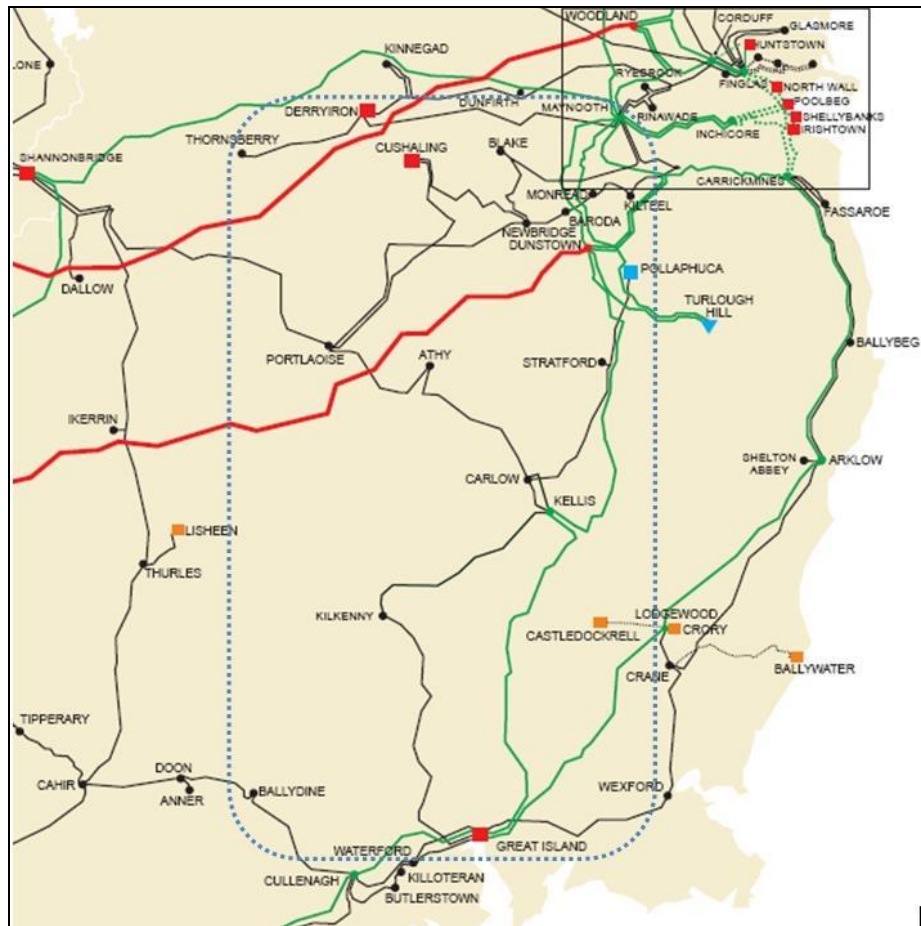 WOODLAND
CORDUFF
GLASMORE
KINNEGAD
HUNTSTOWN
LONE
RYEBROOK
FINGLAS
NORTH WALL
DERRYIRON
DUNFIRTH
MAYNOOTH
RINAWADE
POOLBEG
SHELLYBANKS
IRISHTOWN
INCHICORE
THORNSBERRY
CUSHALING
BLAKE
SHANNONBRIDGE
CARRICKMINES
MONREAD
KILTEEL
FASSAROE
BARODA
NEWBRIDGE
DUNSTOWN
POLLAPHUCA
DALLOW
TURLOUGH
HILL
PORTLAOISE
ATHY
STRATFORD
BALLYBEG
IKERRIN
SHELTON
ABBEY
ARKLOW
CARLOW
KELLIS
LISHEEN
THURLES
KILKENNY
LODGEWOOD
CASTLEDOCKRELL
CRORY
CRANE
BALLYWATER
TIPPERARY
DOON
CAHIR
ANNER
BALLYDINE
WEXFORD
WATERFORD
GREAT ISLAND
CULLENAGH
KILLOTERAN
BUTLERSTOWN